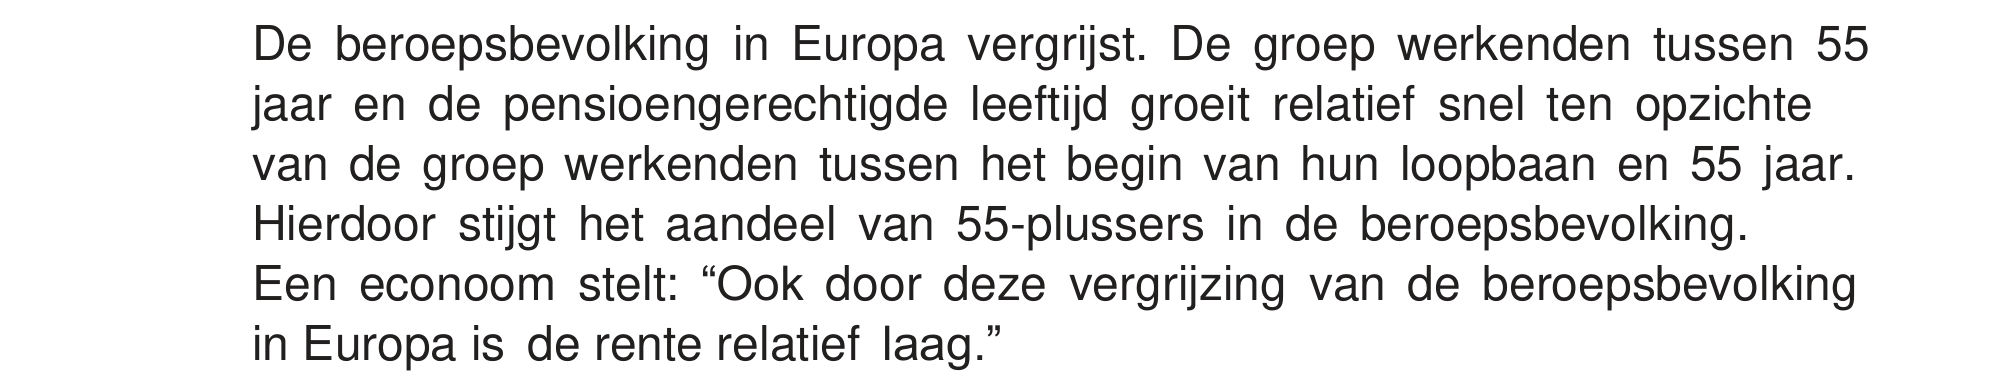 De beroepsbevolking in Europa vergrijst. De groep werkenden tussen 55
jaar en de pensioengerechtigde leeftijd groeit relatief snel ten opzichte
van de groep werkenden tussen het begin van hun loopbaan en 55 jaar.
Hierdoor stijgt het aandeel van 55-plussers in de beroepsbevolking.
Een econoom stelt: “Ook door deze vergrijzing van de beroepsbevolking
in Europa is de rente relatief laag.”